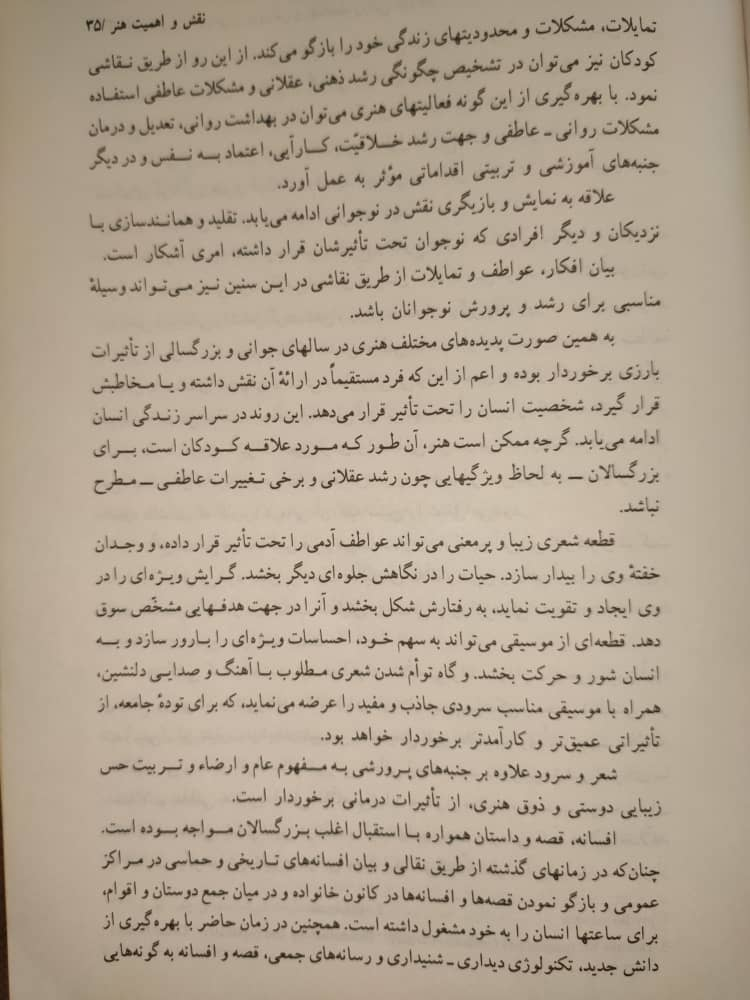 نقش و اهمیت هنر /۳۵
تمایلات، مشکلات و محدودیتهای زندگی خود را بازگو می‌کند. از این رو از طریق نقاشی
کودکان نیز می‌توان در تشخیص چگونگی رشد ذهنی، عقلانی و مشکلات عاطفی استفاده
نمود. با بهره‌گیری از این گونه فعالیتهای هنری می‌توان در بهداشت روانی، تعدیل و درمان
مشکلات روانی ـ عاطفی و جهت رشد خلاقیّت، کارآیی، اعتماد به نفس و در دیگر
جنبه‌های آموزشی و تربیتی اقداماتی مؤثر به عمل آورد.
علاقه به نمایش و بازیگری نقش در نوجوانی ادامه می‌یابد. تقلید و همانندسازی با
نزدیکان و دیگر افرادی که نوجوان تحت تأثیرشان قرار داشته، امری آشکار است.
بیان افکار، عواطف و تمایلات از طریق نقاشی در این سنین نیز می‌تواند وسیلهٔ
مناسبی برای رشد و پرورش نوجوانان باشد.
به همین صورت پدیده‌های مختلف هنری در سالهای جوانی و بزرگسالی از تأثیرات
بارزی برخوردار بوده و اعم از این که فرد مستقیماً در ارائهٔ آن نقش داشته و یا مخاطبش
قرار گیرد، شخصیت انسان را تحت تأثیر قرار می‌دهد. این روند در سراسر زندگی انسان
ادامه می‌یابد. گرچه ممکن است هنر، آن طور که مورد علاقه کودکان است، برای
بزرگسالان ـ به لحاظ ویژگیهایی چون رشد عقلانی و برخی تغییرات عاطفی ـ مطرح
نباشد.
قطعه شعری زیبا و پرمعنی می‌تواند عواطف آدمی را تحت تأثیر قرار داده، و وجدان
خفتهٔ وی را بیدار سازد. حیات را در نگاهش جلوه‌ای دیگر بخشد. گرایش ویژه‌ای را در
وی ایجاد و تقویت نماید، به رفتارش شکل بخشد و آنرا در جهت هدفهایی مشخّص سوق
دهد. قطعه‌ای از موسیقی می‌تواند به سهم خود، احساسات ویژه‌ای را بارور سازد و به
انسان شور و حرکت بخشد. و گاه توأم شدن شعری مطلوب با آهنگ و صدایی دلنشین،
همراه با موسیقی مناسب سرودی جاذب و مفید را عرضه می‌نماید، که برای تودهٔ جامعه، از
تأثیراتی عمیق‌تر و کارآمدتر برخوردار خواهد بود.
شعر و سرود علاوه بر جنبه‌های پرورشی به مفهوم عام و ارضاء و تربیت حس
زیبایی دوستی و ذوق هنری، از تأثیرات درمانی برخوردار است.
افسانه، قصه و داستان همواره با استقبال اغلب بزرگسالان مواجه بوده است.
چنان‌که در زمانهای گذشته از طریق نقالی و بیان افسانه‌های تاریخی و حماسی در مراکز
عمومی و بازگو نمودن قصه‌ها و افسانه‌ها در کانون خانواده و در میان جمع دوستان و اقوام،
برای ساعتها انسان را به خود مشغول داشته است. همچنین در زمان حاضر با بهره‌گیری از
دانش جدید، تکنولوژی دیداری ـ شنیداری و رسانه‌های جمعی، قصه و افسانه به گونه‌هایی